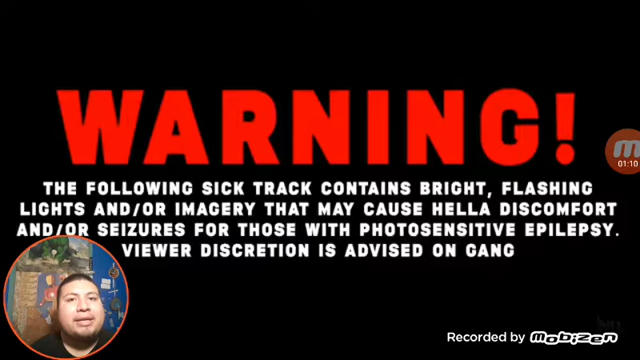 WARNING!
THE FOLLOWING SICK TRACK CONTAINS BRIGHT, FLASHING
LIGHTS AND/OR IMAGERY THAT MAY CAUSE HELLA DISCOMFORT
AND/OR SEIZURES FOR THOSE WITH PHOTOSENSITIVE EPILEPSY.
VIEWER DISCRETION IS ADVISED ON GANG
01:10
Recorded by mobizen